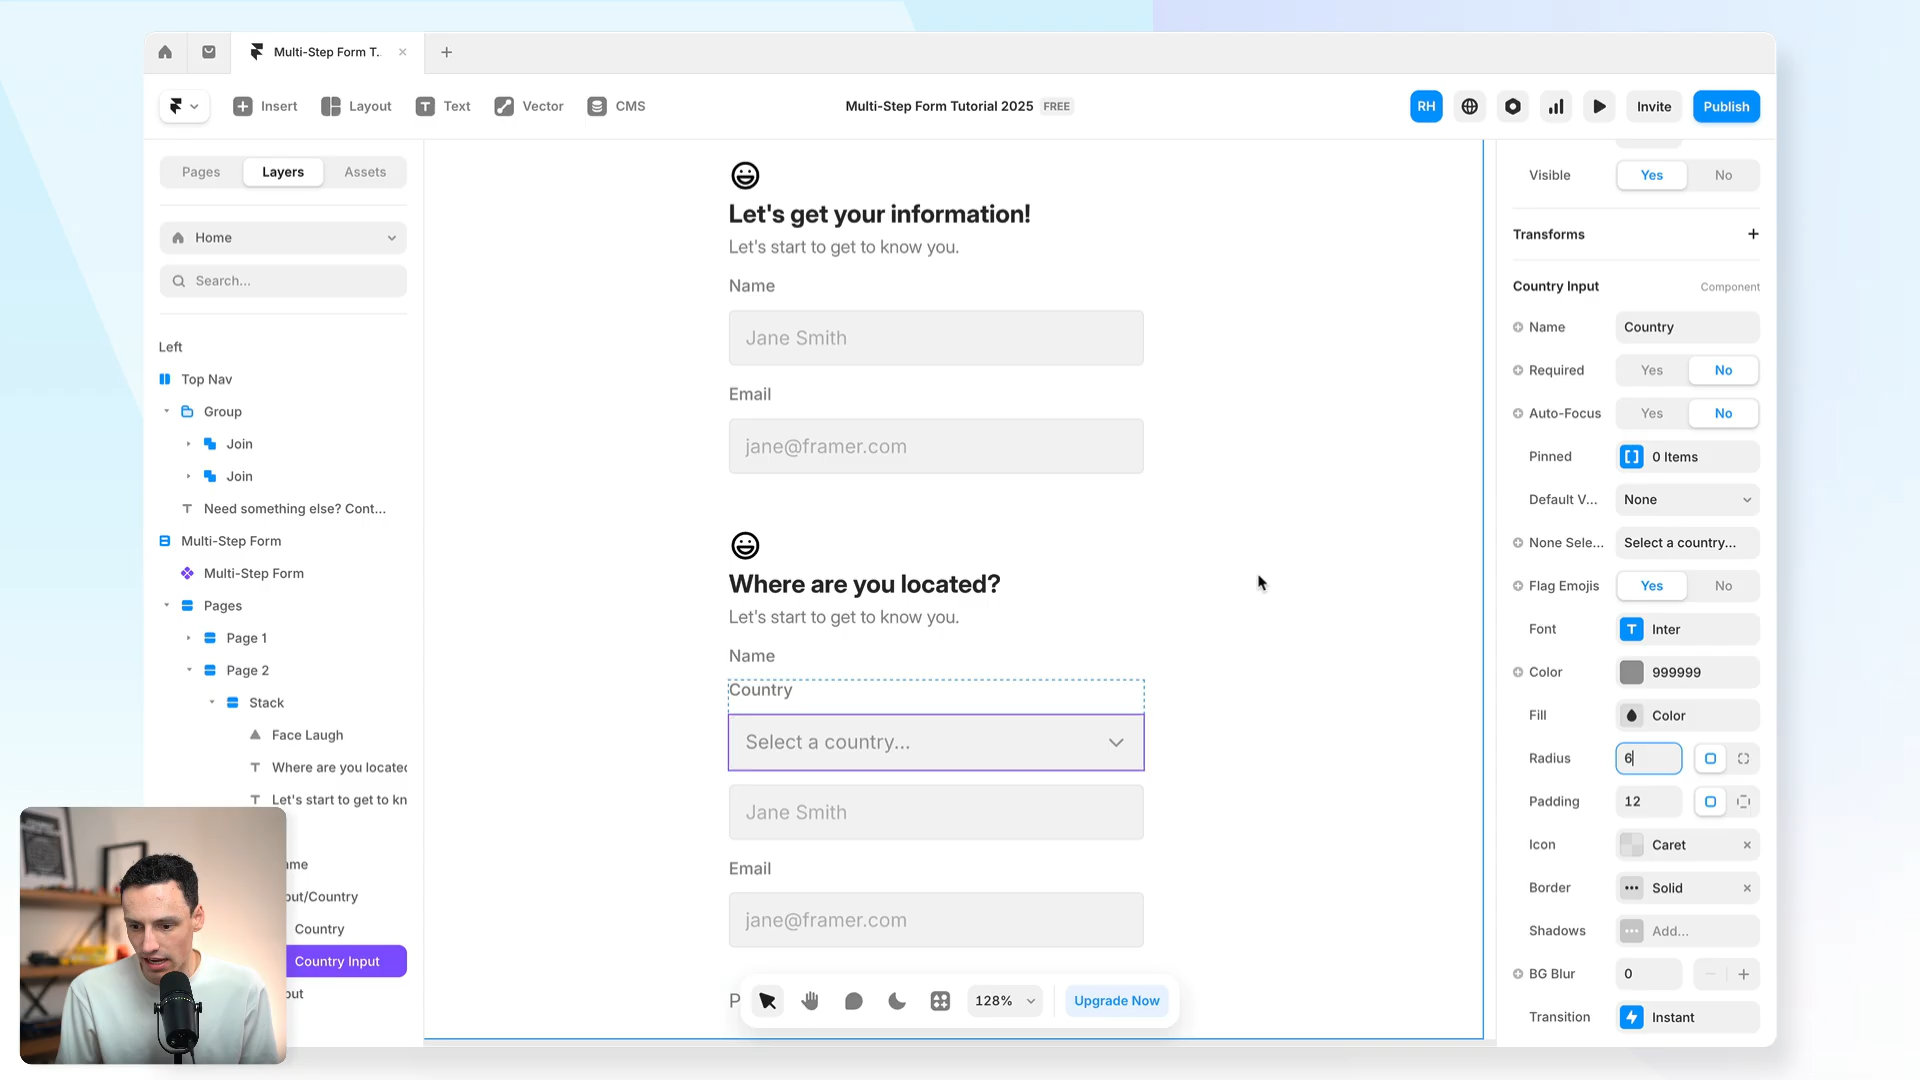 Multi-Step Form T..
Insert
Layout
Text
Vector
CMS
Multi-Step Form Tutorial 2025
FREE
RH
Invite
Publish
Pages
Layers
Assets
Home
Search...
Left
Top Nav
Group
Join
Join
Need something else? Cont...
Multi-Step Form
Multi-Step Form
Pages
Page 1
Page 2
Stack
Face Laugh
Where are you located
Let's start to get to kn
ame
out/Country
Country
Country Input
out
Let's get your information!
Let's start to get to know you.
Name
Jane Smith
Email
jane@framer.com
Where are you located?
Let's start to get to know you.
Name
Country
Select a country...
Jane Smith
Email
jane@framer.com
P
128%
Upgrade Now
Visible
Yes
No
Transforms
Country Input
Component
Name
Country
Required
Yes
No
Auto-Focus
Yes
No
Pinned
0 Items
Default V...
None
None Sele...
Select a country...
Flag Emojis
Yes
No
Font
Inter
Color
999999
Fill
Color
Radius
6
Padding
12
Icon
Caret
Border
Solid
Shadows
Add...
BG Blur
0
Transition
Instant